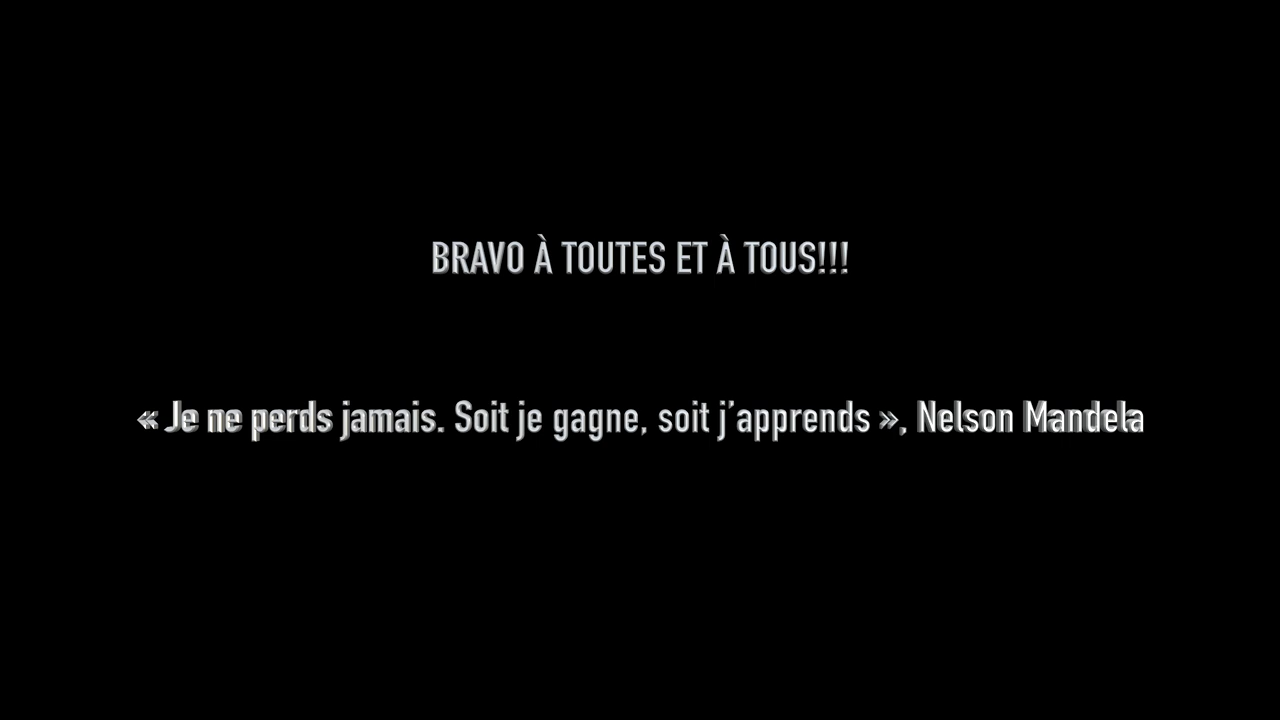 BRAVO À TOUTES ET À TOUS!!!
« Je ne perds jamais. Soit je gagne, soit j’apprends », Nelson Mandela